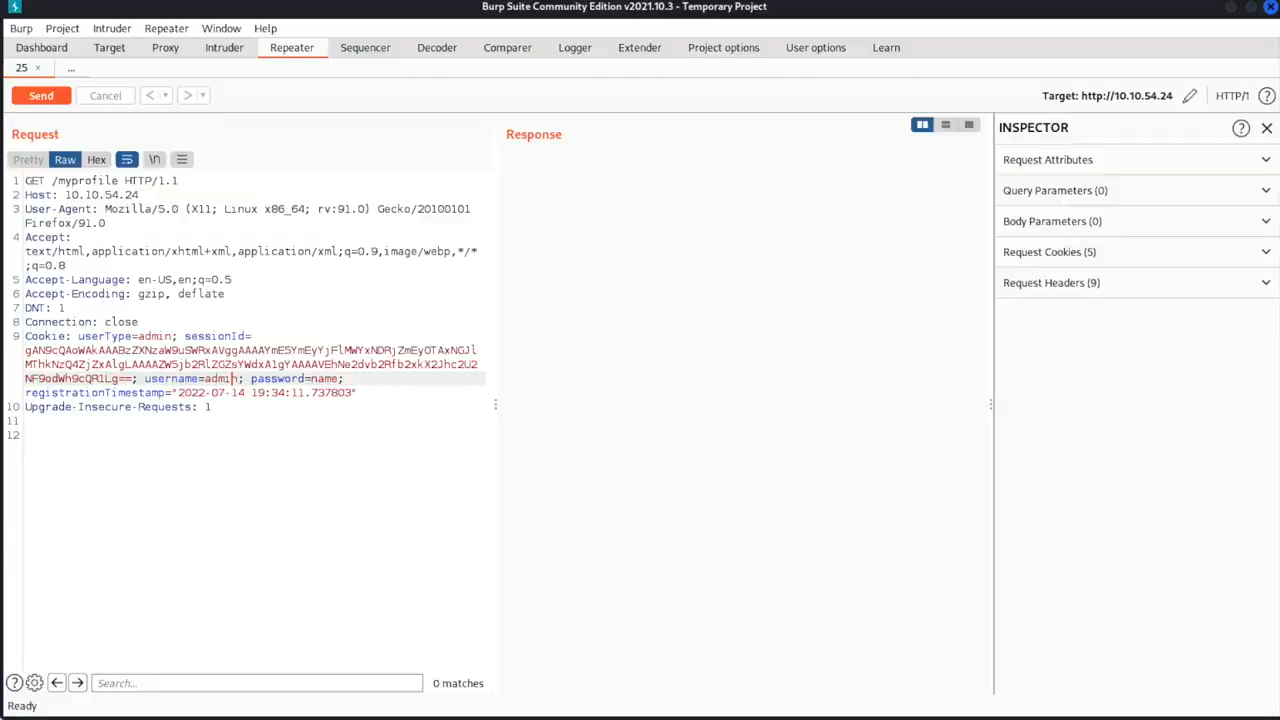 Burp Suite Community Edition v2021.10.3 - Temporary Project
Burp Project Intruder Repeater Window Help
Dashboard Target Proxy Intruder Repeater Sequencer Decoder Comparer Logger Extender Project options User options Learn
25 × ...
Send Cancel < > Target: http://10.10.54.24 HTTP/1 ?
Request
Response
INSPECTOR ?
Pretty Raw Hex \n
Request Attributes
Query Parameters (0)
Body Parameters (0)
Request Cookies (5)
Request Headers (9)
1 GET /myprofile HTTP/1.1
2 Host: 10.10.54.24
3 User-Agent: Mozilla/5.0 (X11; Linux x86_64; rv:91.0) Gecko/20100101
Firefox/91.0
4 Accept:
text/html,application/xhtml+xml,application/xml;q=0.9,image/webp,*/*
;q=0.8
5 Accept-Language: en-US,en;q=0.5
6 Accept-Encoding: gzip, deflate
7 DNT: 1
8 Connection: close
9 Cookie: userType=admin; sessionId=
gAN9cQAoWAkAAABzZXNzaW9uSWRxAVggAAAAYmE5YmEyYjFlMWYxNDRjZmEyOTAxNGJl
MThkNzQ4ZjZxAlgLAAAAZW5jb2RlZGZsYWdxA1gYAAAAVEhNe2dvb2Rfb2xkX2Jhc2U2
NF9odWh9cQR1Lg==; username=admin; password=name;
registrationTimestamp="2022-07-14 19:34:11.737803"
10 Upgrade-Insecure-Requests: 1
11
12
? Search... 0 matches
Ready